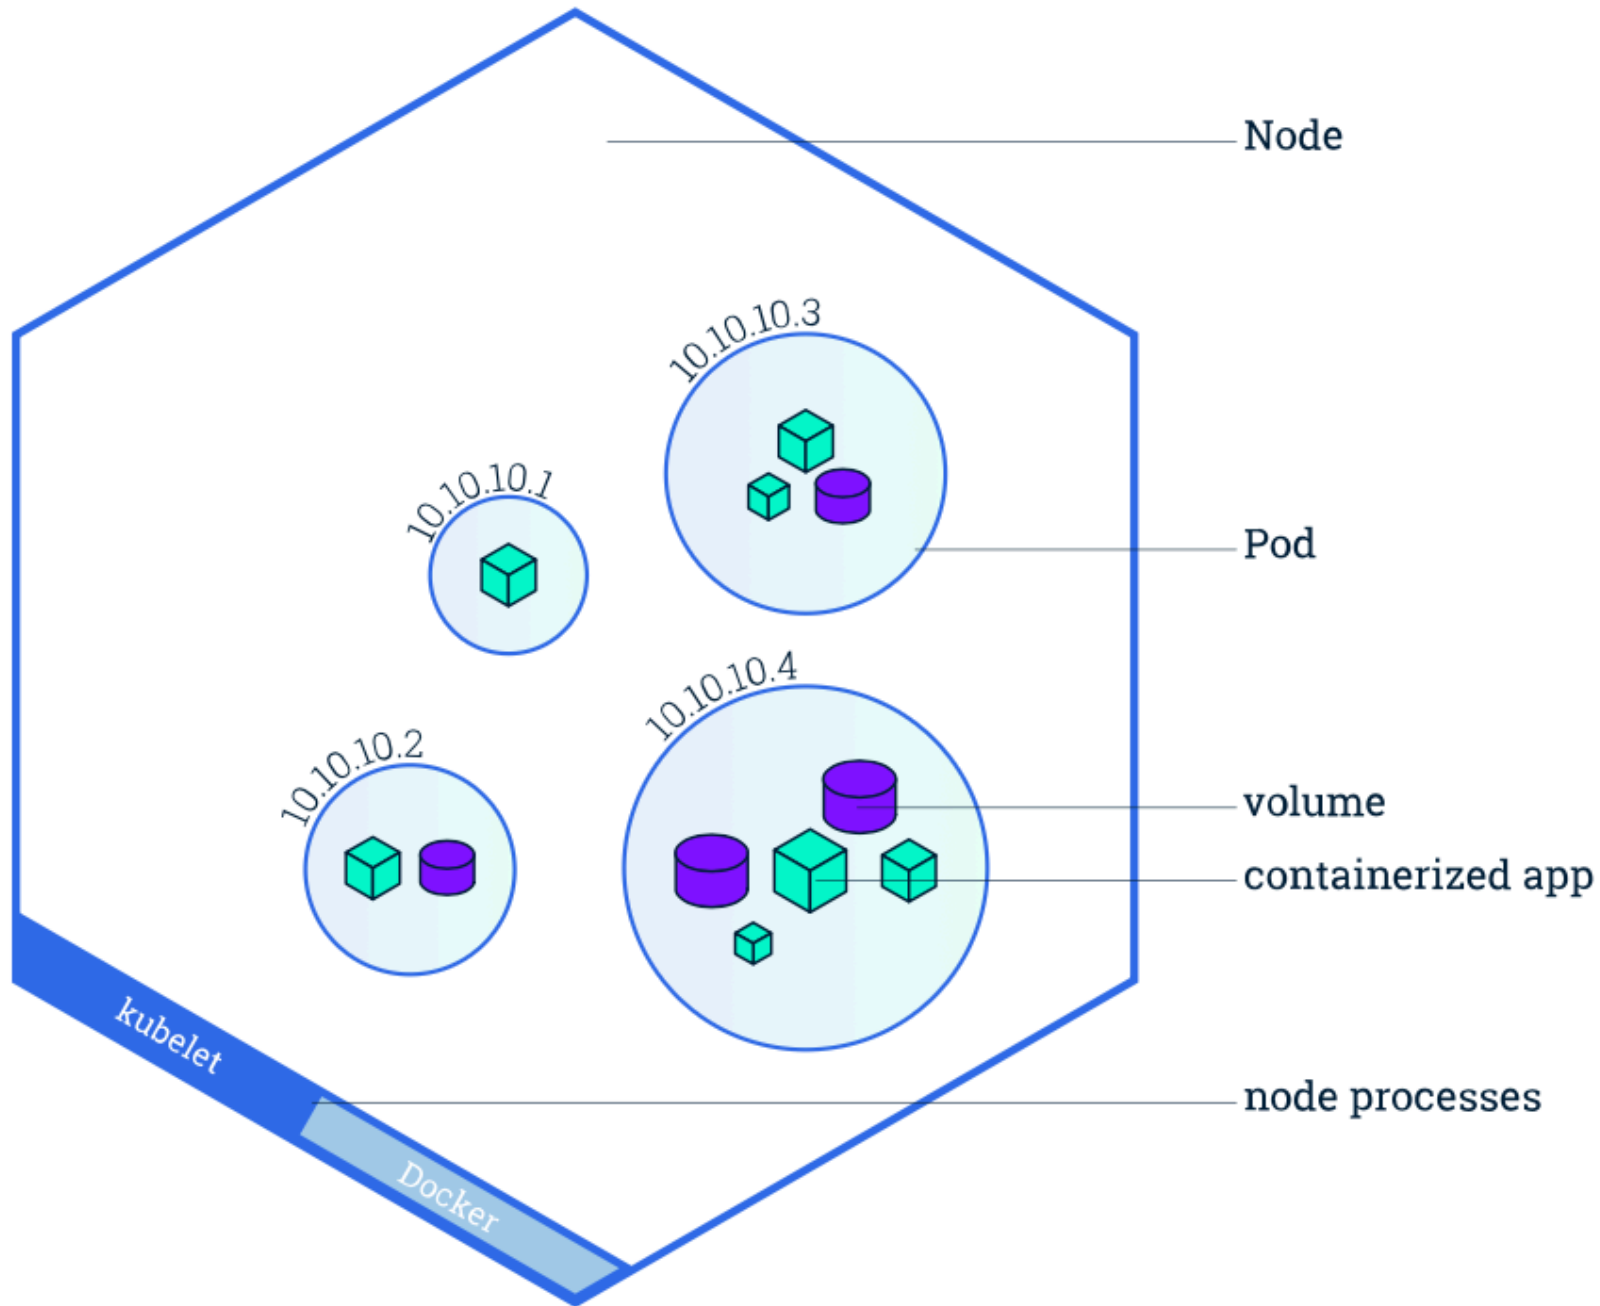 Node
10.10.10.3
10.10.10.1
Pod
10.10.10.4
10.10.10.2
volume
containerized app
kubelet
node processes
Docker